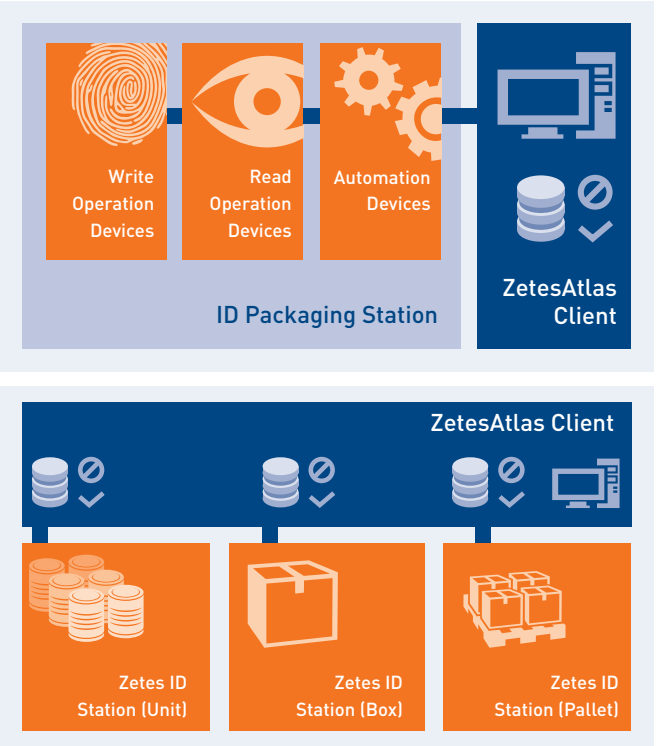 Write
Operation
Devices
Read
Operation
Devices
Automation
Devices
ID Packaging Station
ZetesAtlas
Client
ZetesAtlas Client
Zetes ID
Station (Unit)
Zetes ID
Station (Box)
Zetes ID
Station (Pallet)